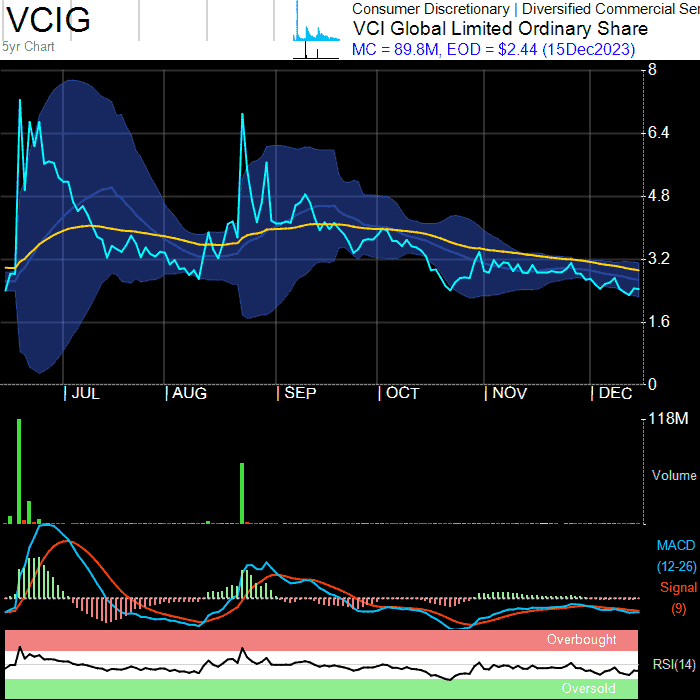 VCIG
5yr Chart
Consumer Discretionary | Diversified Commercial Ser
VCI Global Limited Ordinary Share
MC = 89.8M, EOD = $2.44 (15Dec2023)
8
6.4
4.8
3.2
1.6
0
| JUL | AUG | SEP | OCT | NOV | DEC
118M
Volume
MACD
(12-26)
Signal
(9)
Overbought
RSI(14)
Oversold